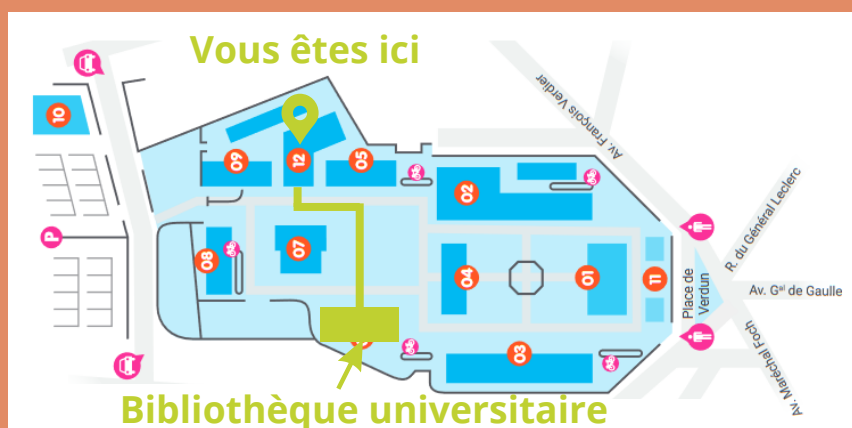 Vous êtes ici
Av. François Verdier
10
09
12
05
02
R. du Général Leclerc
P
08
07
04
01
11
Place de
Verdun
Av. Gal de Gaulle
03
Av. Maréchal Foch
Bibliothèque universitaire